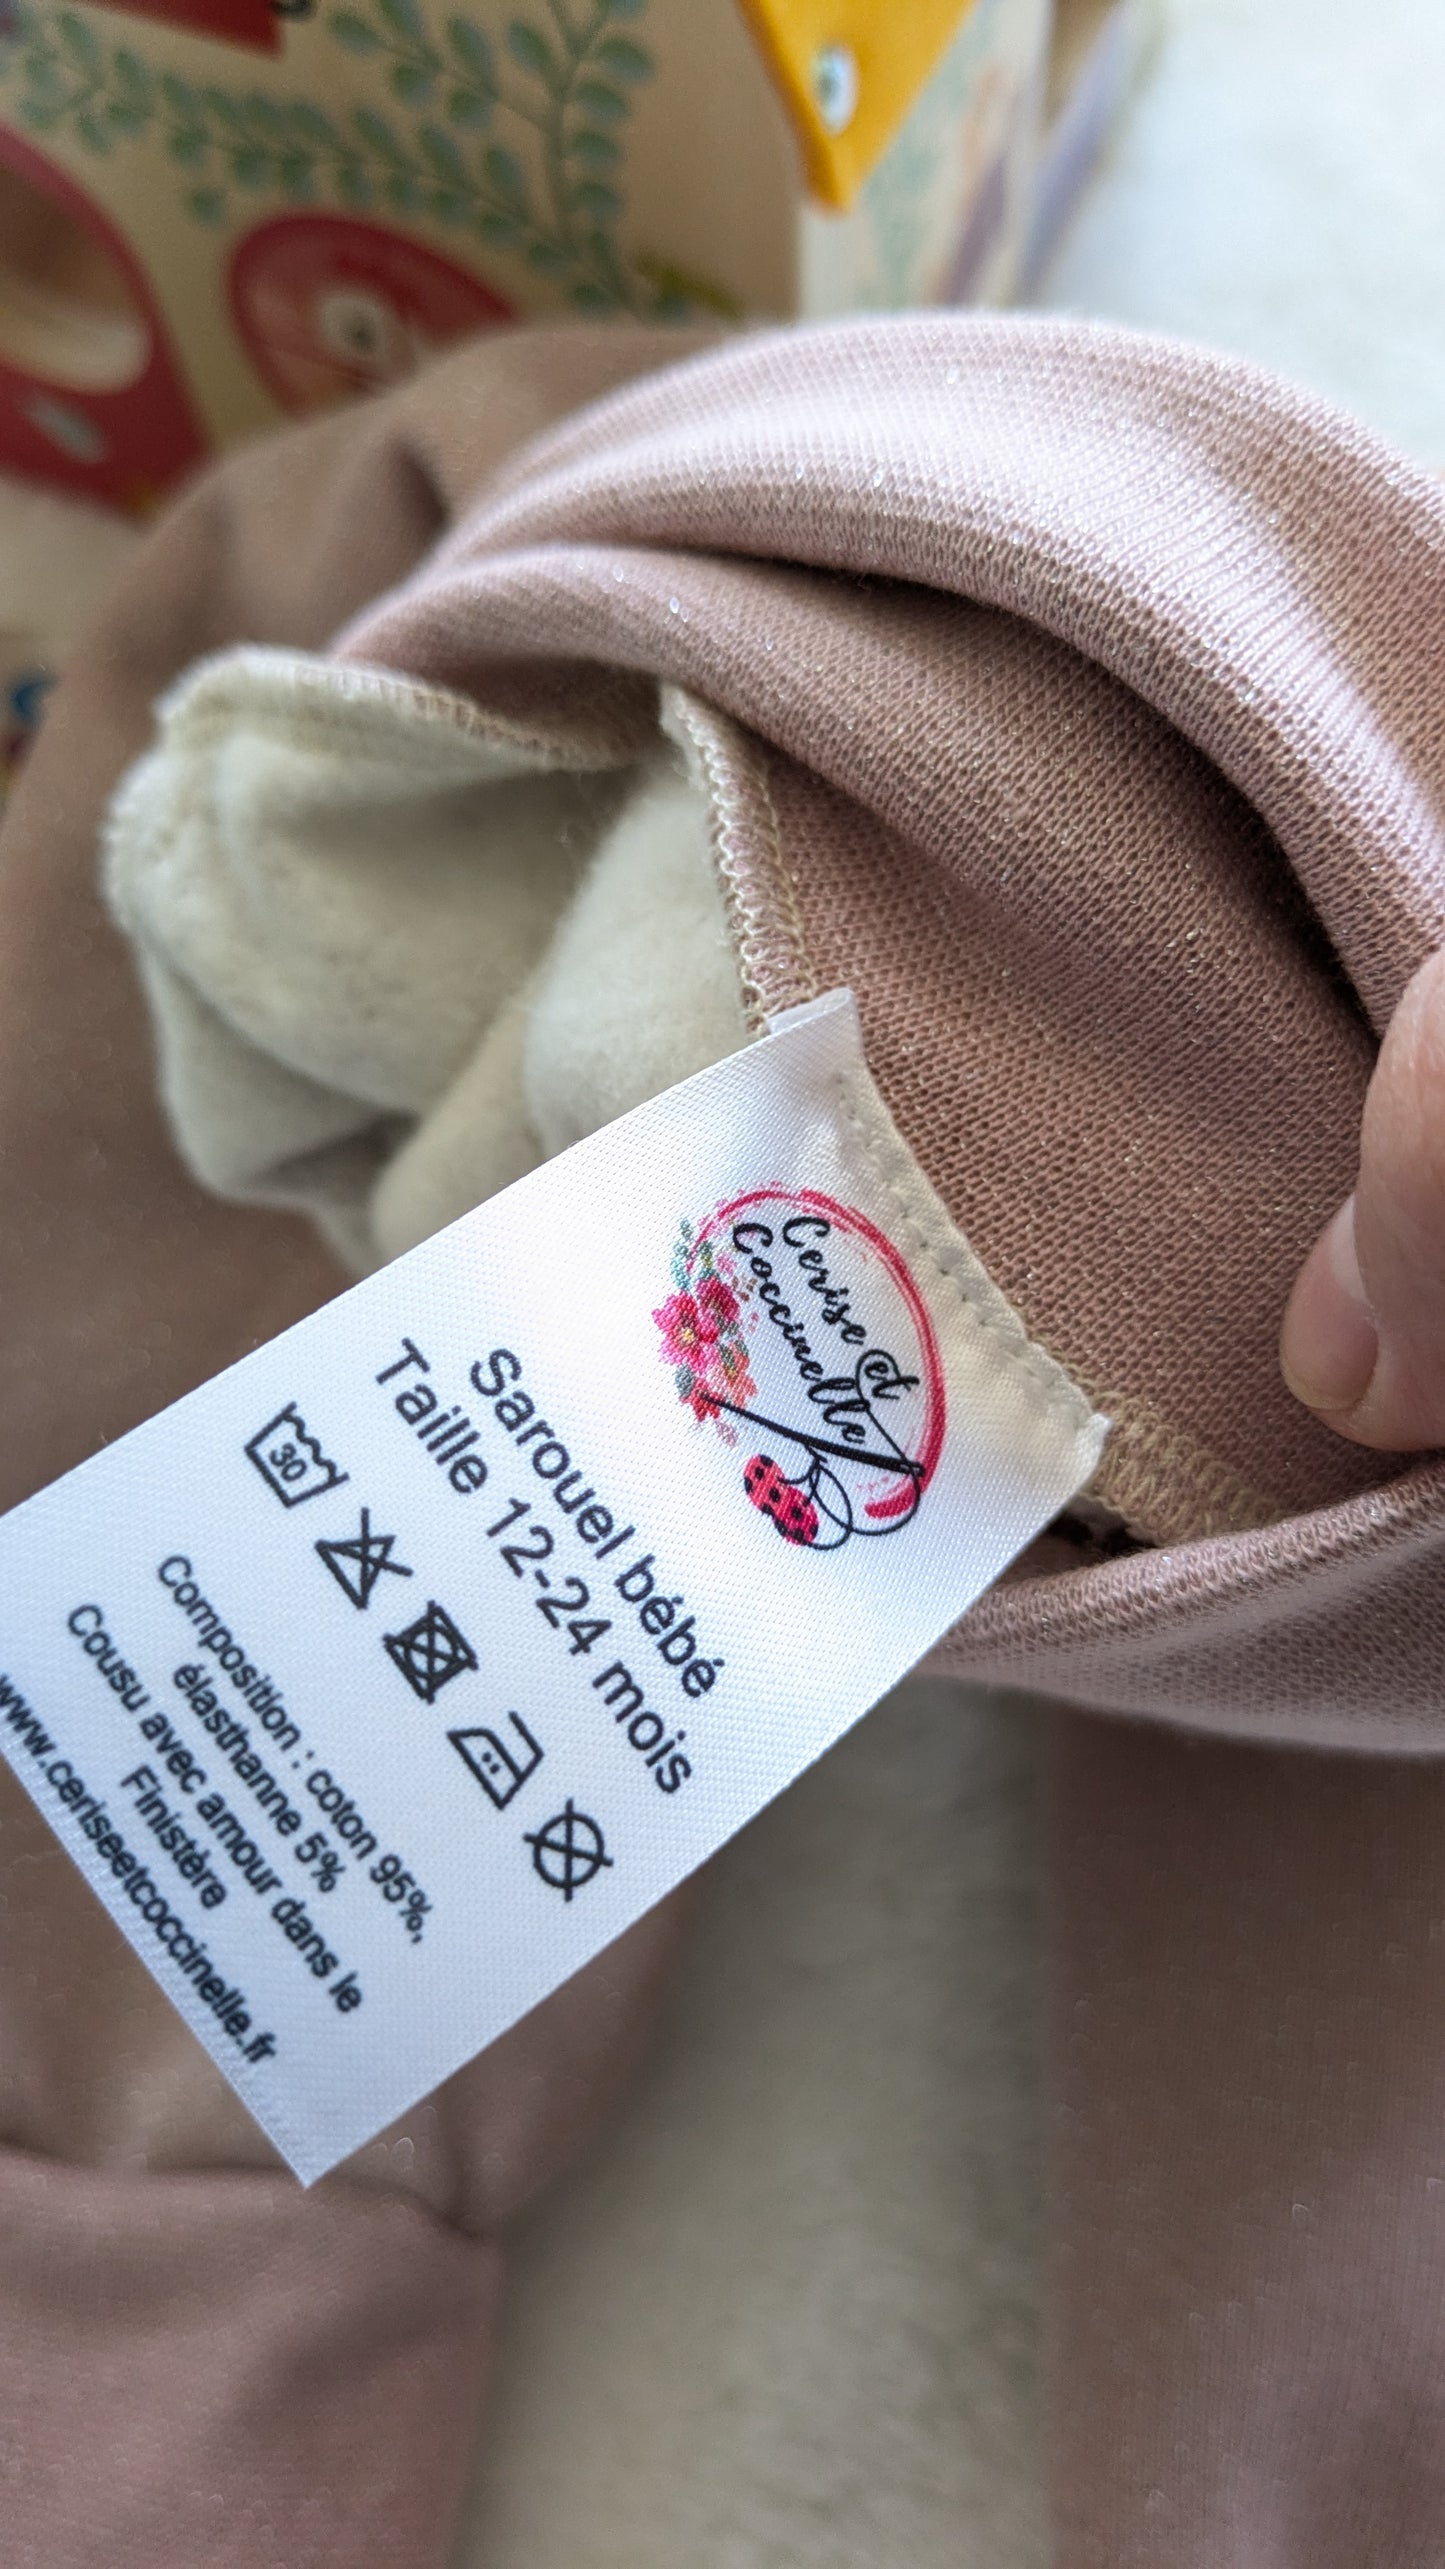 Cerise et
Coccinelle
Sarouel bébé
Taille 12-24 mois
30
Composition : coton 95%,
élasthanne 5%
Cousu avec amour dans le
Finistère
www.ceriseetcoccinelle.fr